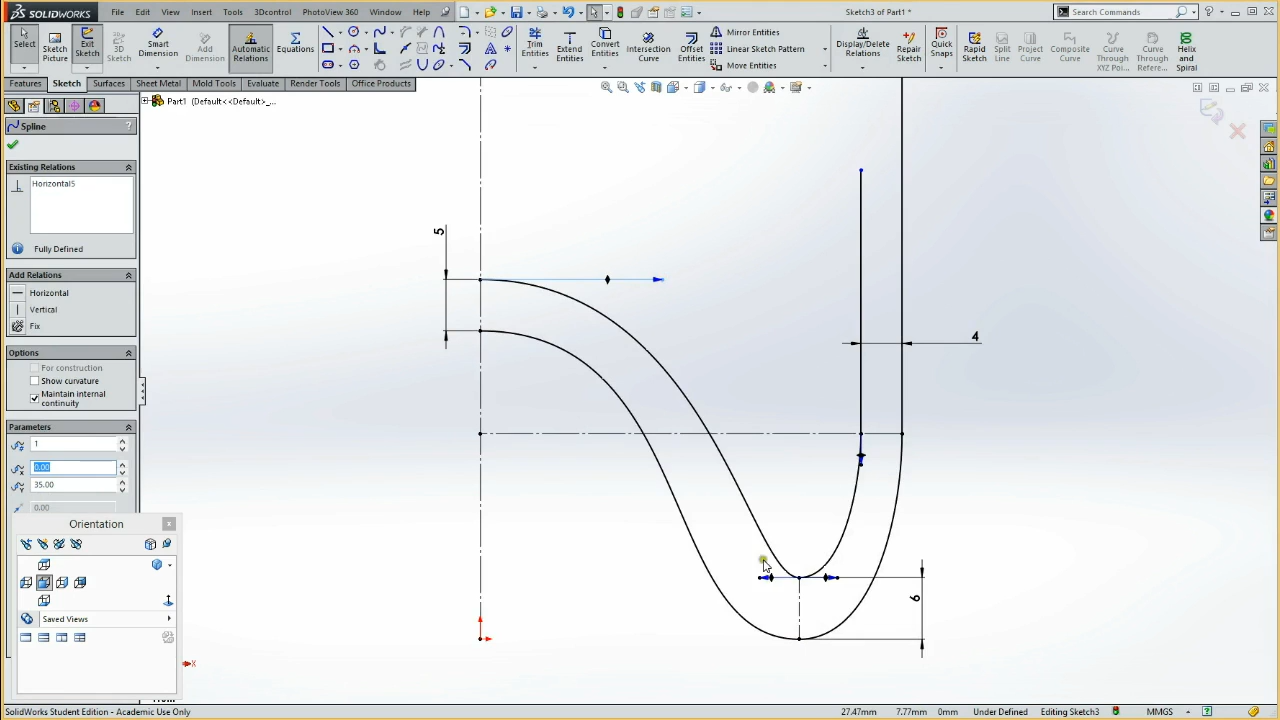 SOLIDWORKS File Edit View Insert Tools 3Dcontrol PhotoView 360 Window Help Sketch3 of Part1 * Search Commands
Select
Sketch Picture
Exit Sketch
3D Sketch
Smart Dimension
Add Relations
Automatic Relations
Equations
Trim Entities
Extend Entities
Convert Entities
Intersection Curve
Offset Entities
Mirror Entities
Linear Sketch Pattern
Move Entities
Display/Delete Relations
Repair Sketch
Quick Snaps
Rapid Sketch
Split Line
Project Curve
Composite Curve
Curve Through XYZ Poi...
Curve Through Refere...
Helix and Spiral
Features Sketch Surfaces Sheet Metal Mold Tools Evaluate Render Tools Office Products
Part1 (Default<<Default>_...
Spline ?
Existing Relations
Horizontal5
Fully Defined
Add Relations
Horizontal
Vertical
Fix
Options
For construction
Show curvature
Maintain internal
continuity
Parameters
1
0.00
35.00
0.00
Orientation
Saved Views
X
5
4
6
SOLIDWORKS Student Edition - Academic Use Only 27.47mm 7.77mm 0mm Under Defined Editing Sketch3 MMGS